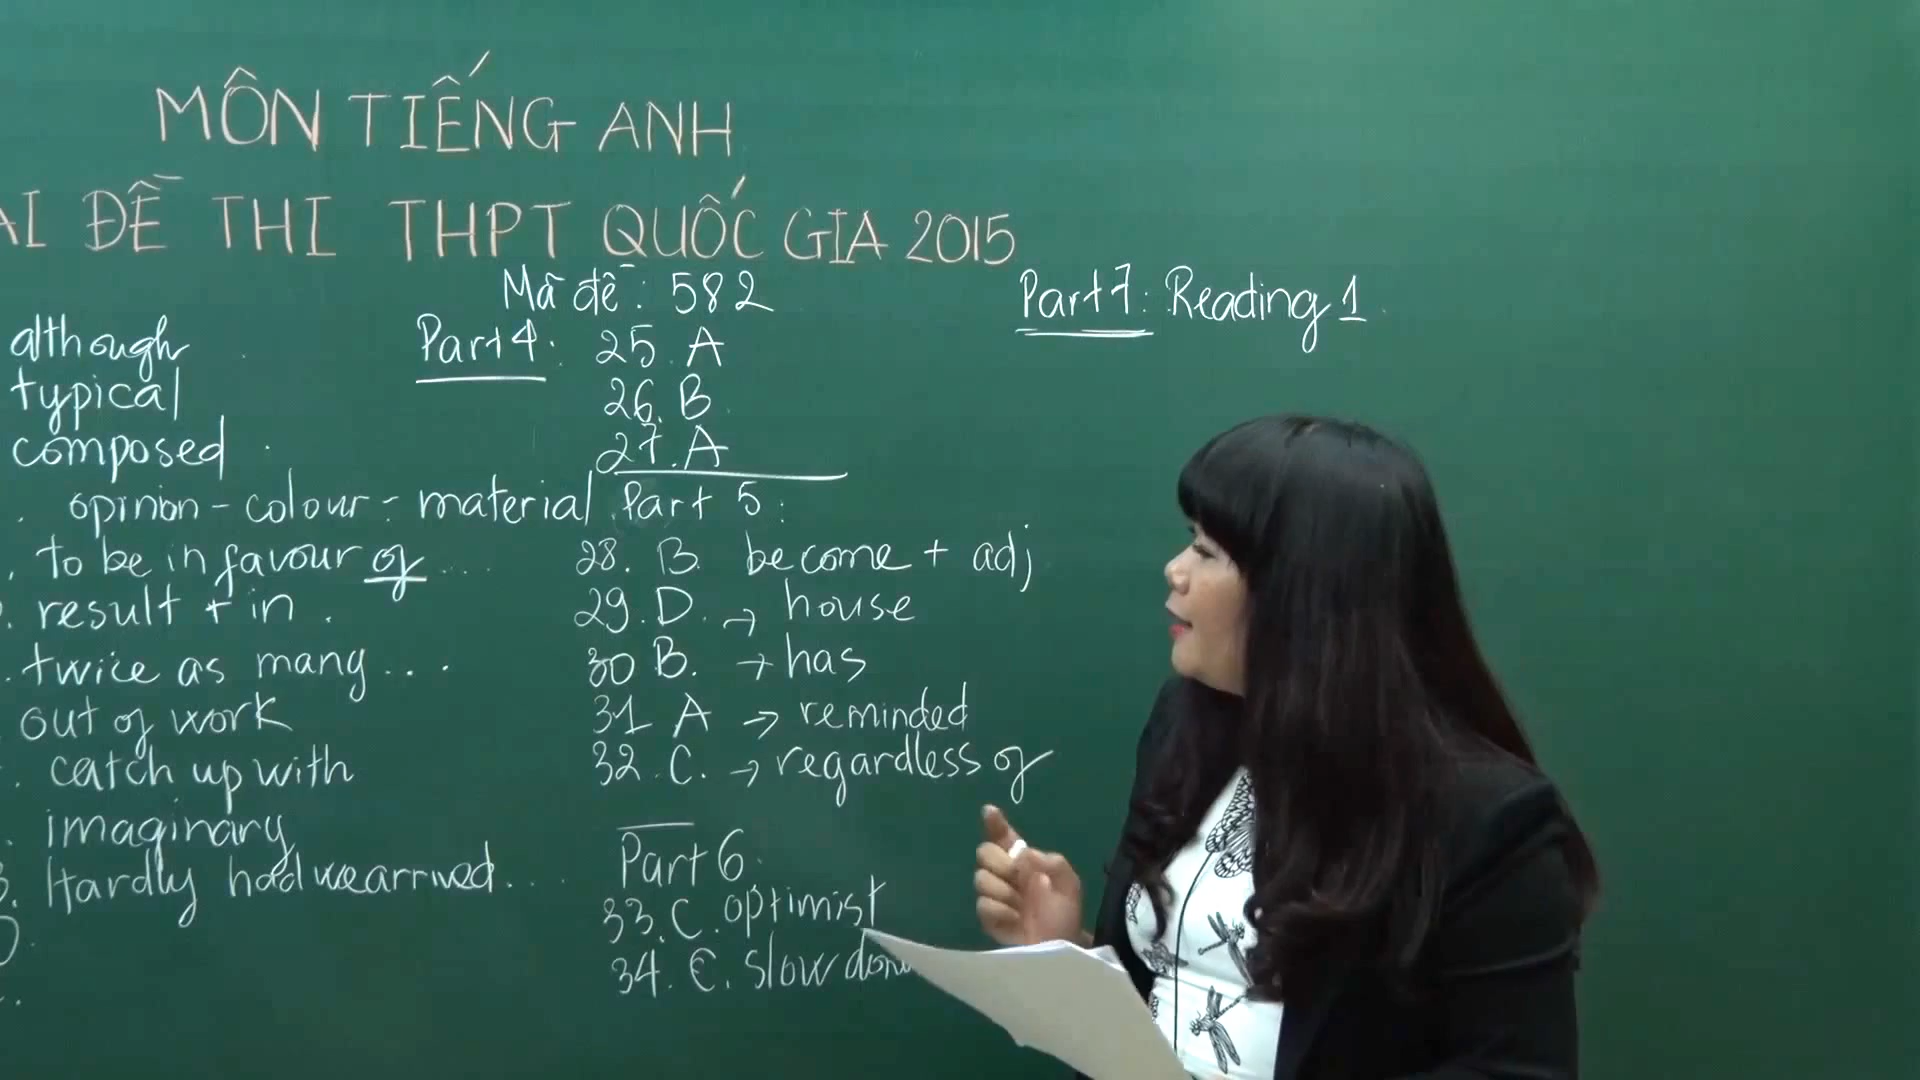 MÔN TIẾNG ANH
ĐỀ THI THPT QUỐC GIA 2015
Mã đề: 582
although
typical
composed
opinion - colour - material
to be in favour of ...
result + in .
twice as many ...
out of work
catch up with
imaginary
Hardly had we arrived ...
Part 4: 25. A
26. B
27. A
Part 5:
28. B. become + adj
29. D. → house
30 B. → has
31 A → reminded
32. C. → regardless of
Part 6.
33. C. optimist
34. C. slow down
Part 7: Reading 1